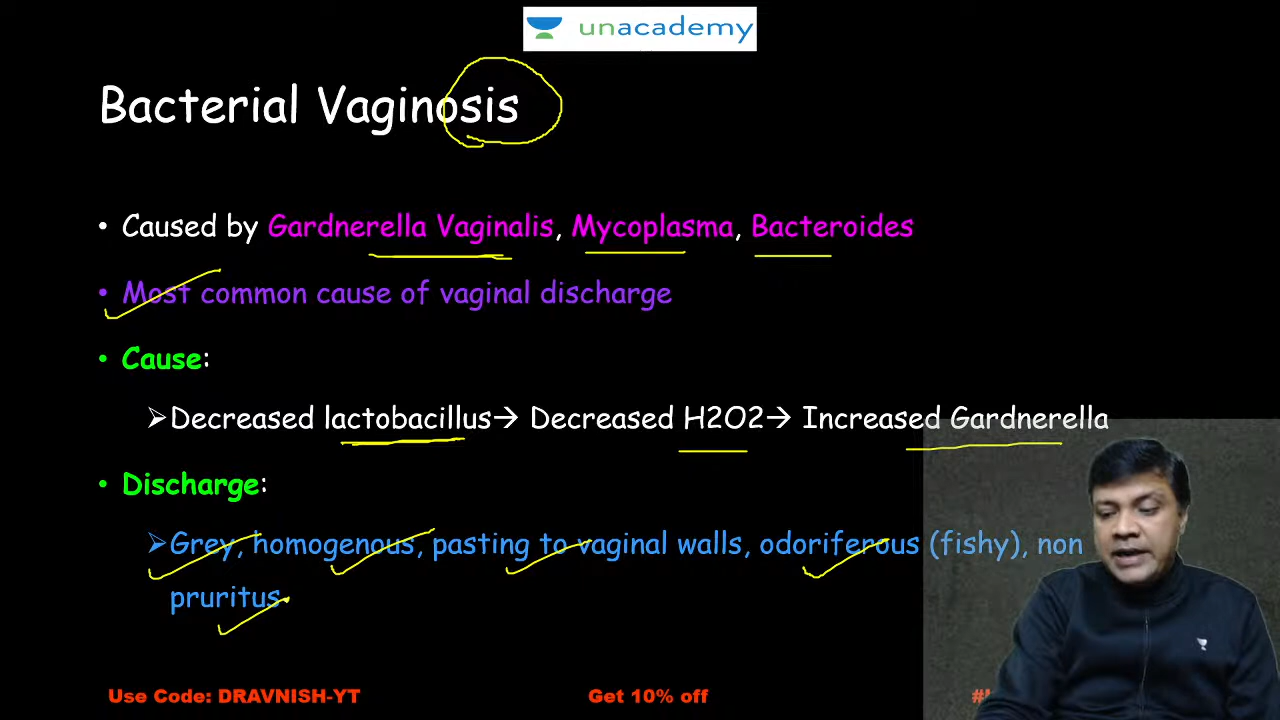 unacademy
Bacterial Vaginosis
• Caused by Gardnerella Vaginalis, Mycoplasma, Bacteroides
• Most common cause of vaginal discharge
• Cause:
➢Decreased lactobacillus→ Decreased H2O2→ Increased Gardnerella
• Discharge:
➢Grey, homogenous, pasting to vaginal walls, odoriferous (fishy), non
pruritus
Use Code: DRAVNISH-YT Get 10% off